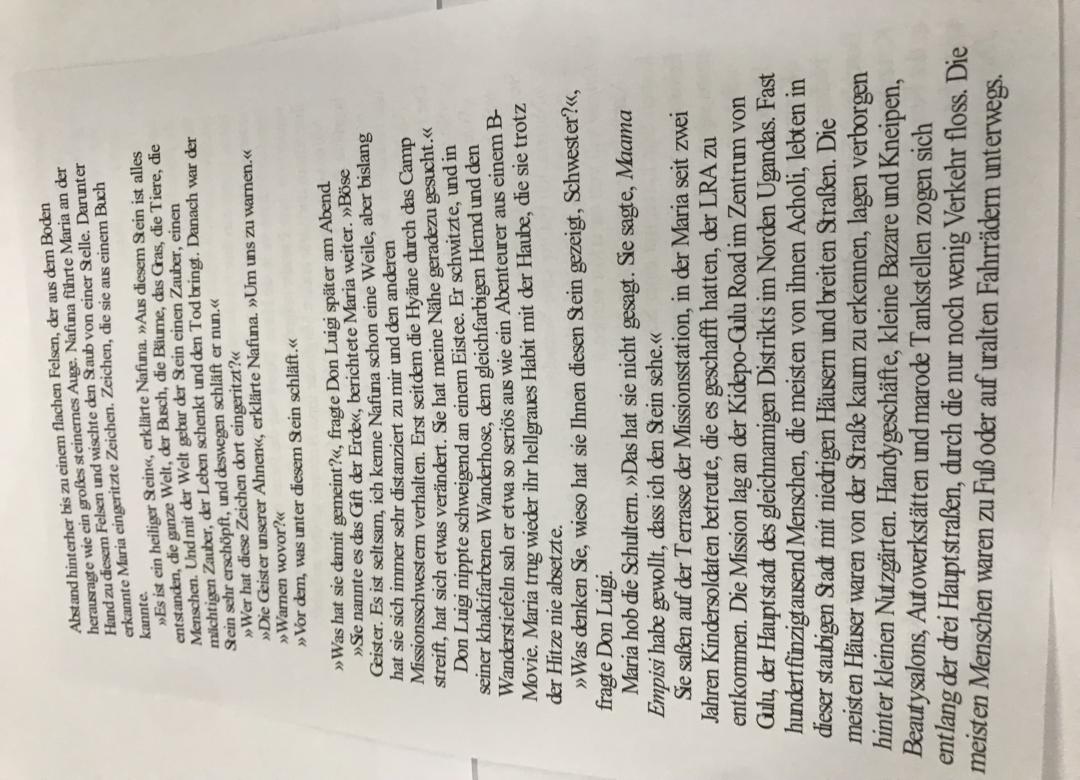 Abstand hinterher bis zu einem flachen Felsen, der aus dem Boden
herausragte wie ein großes steinernes Auge. Nafuna führte Maria an der
Hand zu diesem Felsen und wischte den Staub von einer Stelle. Darunter
erkannte Maria eingeritzte Zeichen. Zeichen, die sie aus einem Buch
kannte.
»Es ist ein heiliger Stein«, erklärte Nafuna. »Aus diesem Stein ist alles
entstanden, die ganze Welt, der Busch, die Bäume, das Gras, die Tiere, die
Menschen. Und mit der Welt gebar der Stein einen Zauber, einen
mächtigen Zauber, der Leben schenkt und den Tod bringt. Danach war der
Stein sehr erschöpft, und deswegen schläft er nun.«
»Wer hat diese Zeichen dort eingeritzt?«
»Die Geister unserer Ahnen«, erklärte Nafuna. »Um uns zu warnen.«
»Warnen wovor?«
»Vor dem, was unter diesem Stein schläft.«
»Was hat sie damit gemeint?«, fragte Don Luigi später am Abend.
»Sie nannte es das Gift der Erde«, berichtete Maria weiter. »Böse
Geister. Es ist seltsam, ich kenne Nafuna schon eine Weile, aber bislang
hat sie sich immer sehr distanziert zu mir und den anderen
Missionsschwestern verhalten. Erst seitdem die Hyäne durch das Camp
streift, hat sich etwas verändert. Sie hat meine Nähe geradezu gesucht.«
Don Luigi nippte schweigend an einem Eistee. Er schwitzte, und in
seiner khakifarbenen Wanderhose, dem gleichfarbigen Hemd und den
Wanderstiefeln sah er etwa so seriös aus wie ein Abenteurer aus einem B-
Movie. Maria trug wieder ihr hellgraues Habit mit der Haube, die sie trotz
der Hitze nie absetzte.
»Was denken Sie, wieso hat sie Ihnen diesen Stein gezeigt, Schwester?«,
fragte Don Luigi.
Maria hob die Schultern. »Das hat sie nicht gesagt. Sie sagte, Maama
Empisi habe gewollt, dass ich den Stein sehe.«
Sie saßen auf der Terrasse der Missionsstation, in der Maria seit zwei
Jahren Kindersoldaten betreute, die es geschafft hatten, der LRA zu
entkommen. Die Mission lag an der Kidepo-Gulu Road im Zentrum von
Gulu, der Hauptstadt des gleichnamigen Distrikts im Norden Ugandas. Fast
hundertfünfzigtausend Menschen, die meisten von ihnen Acholi, lebten in
dieser staubigen Stadt mit niedrigen Häusern und breiten Straßen. Die
meisten Häuser waren von der Straße kaum zu erkennen, lagen verborgen
hinter kleinen Nutzgärten. Handygeschäfte, kleine Bazare und Kneipen,
Beautysalons, Autowerkstätten und marode Tankstellen zogen sich
entlang der drei Hauptstraßen, durch die nur noch wenig Verkehr floss. Die
meisten Menschen waren zu Fuß oder auf uralten Fahrrädern unterwegs.